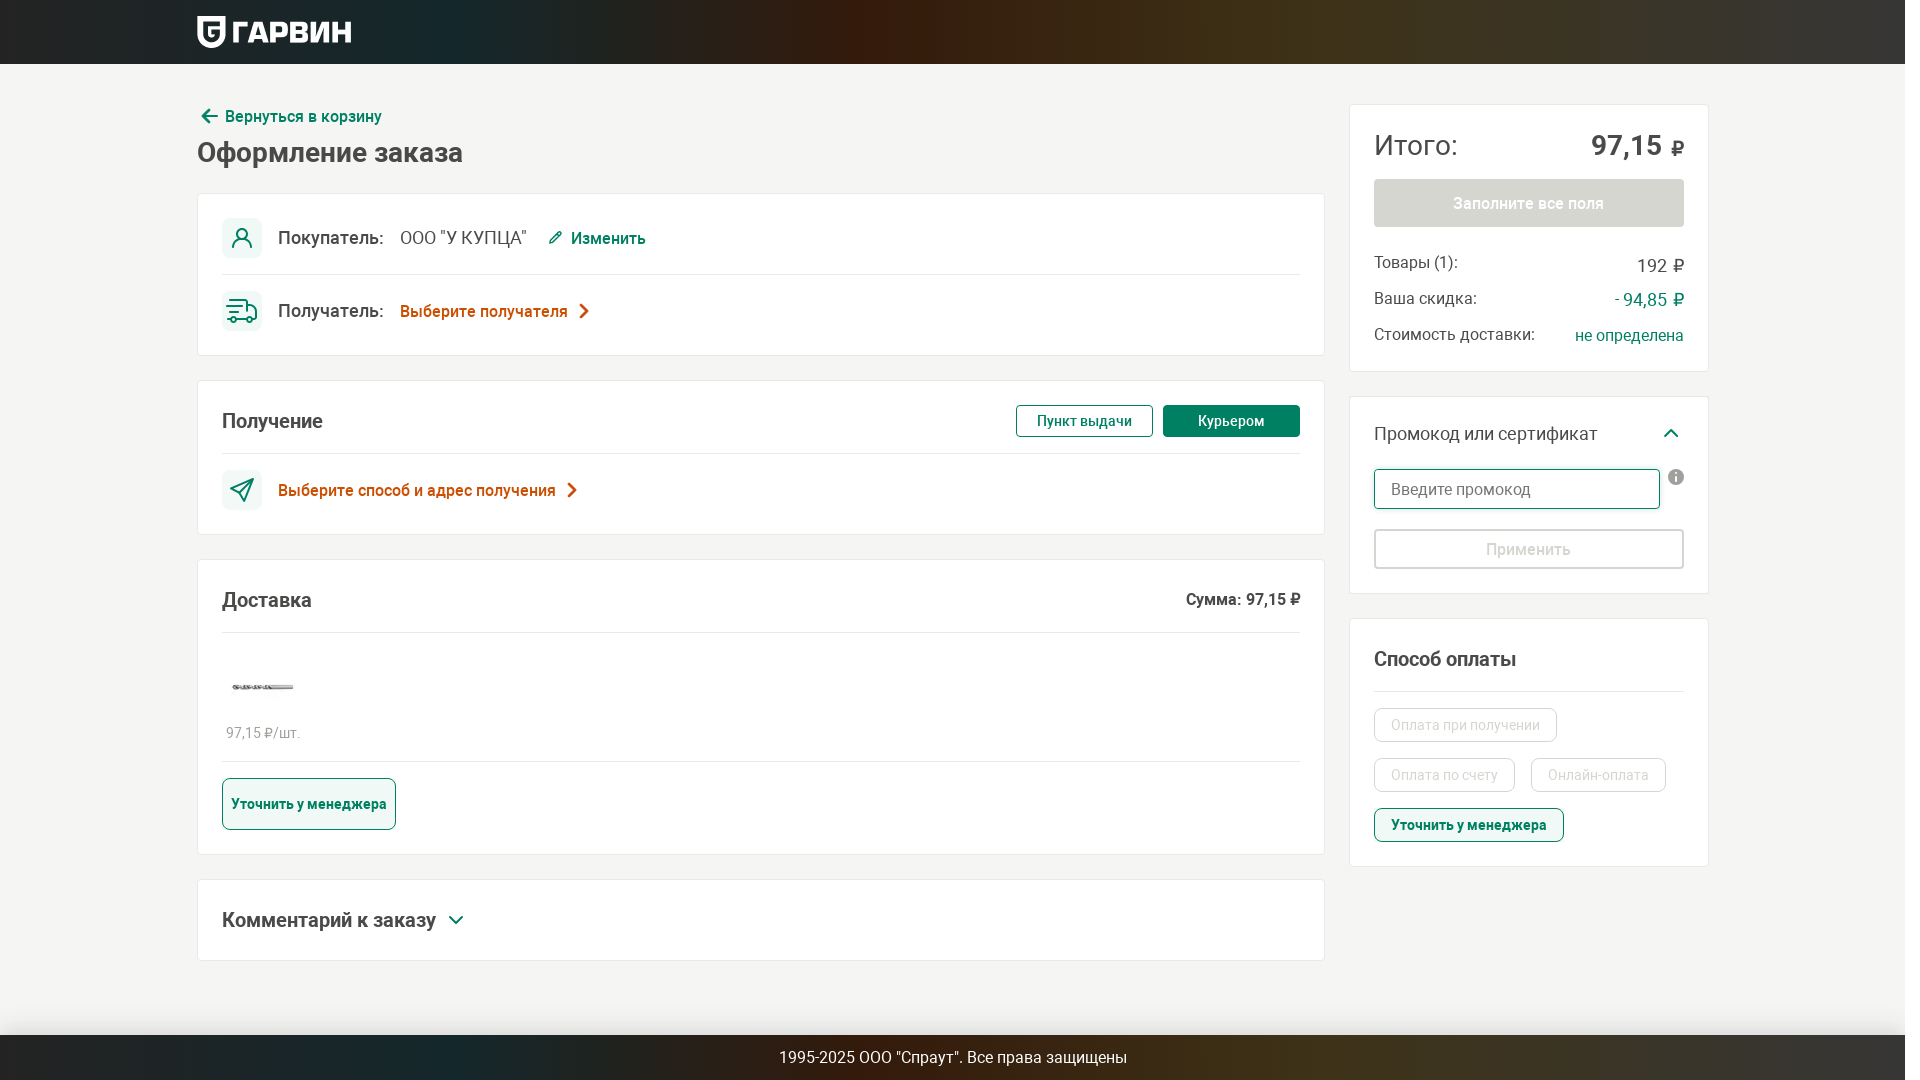 ГАРВИН
Вернуться в корзину
Оформление заказа
Покупатель: ООО "У КУПЦА" Изменить
Получатель: Выберите получателя
Получение
Пункт выдачи
Курьером
Выберите способ и адрес получения
Доставка
Сумма: 97,15 ₽
97,15 ₽/шт.
Уточнить у менеджера
Комментарий к заказу
Итого: 97,15 ₽
Заполните все поля
Товары (1): 192 ₽
Ваша скидка: - 94,85 ₽
Стоимость доставки: не определена
Промокод или сертификат
Введите промокод
Применить
Способ оплаты
Оплата при получении
Оплата по счету
Онлайн-оплата
Уточнить у менеджера
1995-2025 ООО "Спраут". Все права защищены